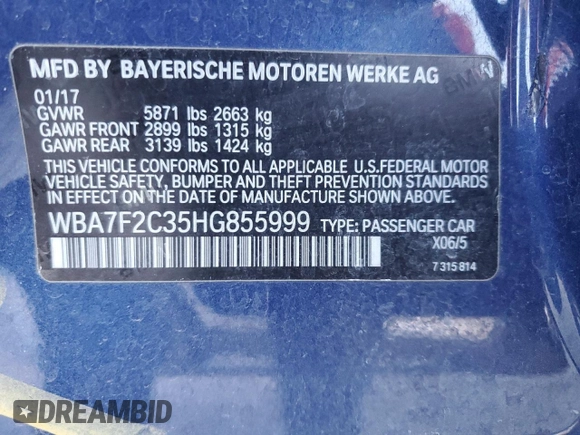 MFD BY BAYERISCHE MOTOREN WERKE AG
01/17
GVWR 5871 lbs 2663 kg
GAWR FRONT 2899 lbs 1315 kg
GAWR REAR 3139 lbs 1424 kg
THIS VEHICLE CONFORMS TO ALL APPLICABLE U.S.FEDERAL MOTOR
VEHICLE SAFETY, BUMPER AND THEFT PREVENTION STANDARDS
IN EFFECT ON THE DATE OF MANUFACTURE SHOWN ABOVE.
WBA7F2C35HG855999 TYPE: PASSENGER CAR
X06/5
7 315 814
DREAMBID